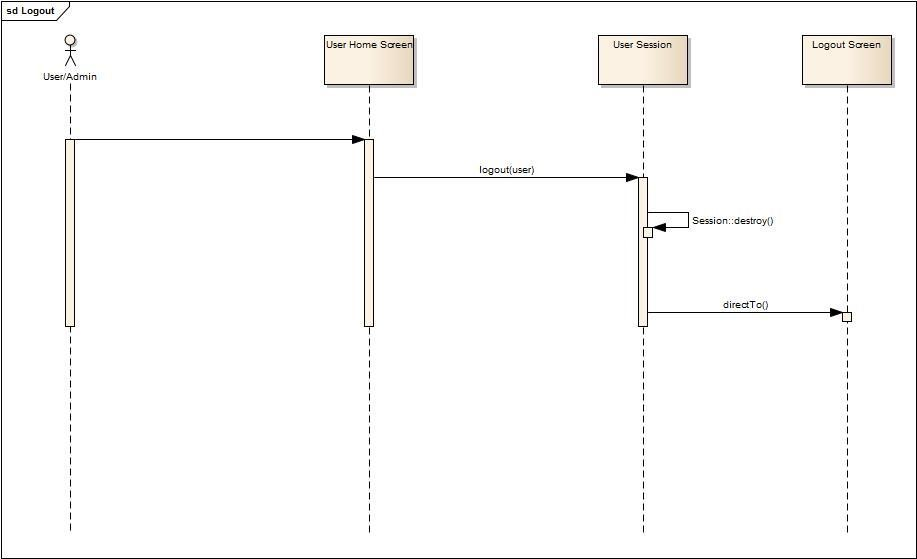 sd Logout
User/Admin
User Home Screen
User Session
Logout Screen
logout(user)
Session::destroy()
directTo()